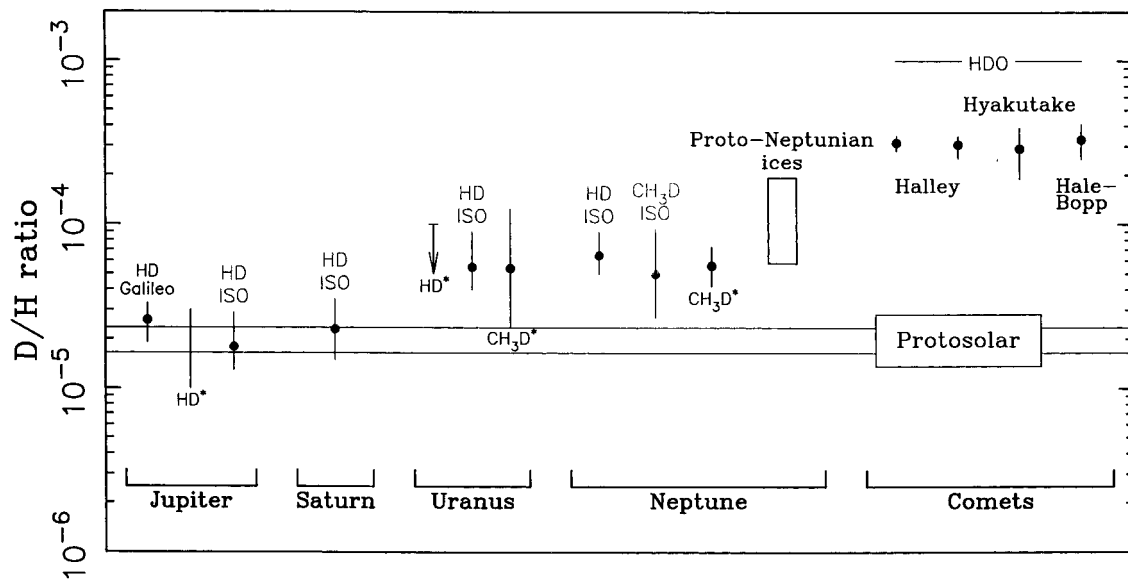 D/H ratio
10⁻³
10⁻⁴
10⁻⁵
10⁻⁶
HD
Galileo
HD*
HD
ISO
HD
ISO
HD*
HD
ISO
CH₃D*
HD
ISO
CH₃D
ISO
CH₃D*
Proto-Neptunian
ices
HDO
Hyakutake
Halley
Hale-
Bopp
Protosolar
Jupiter
Saturn
Uranus
Neptune
Comets